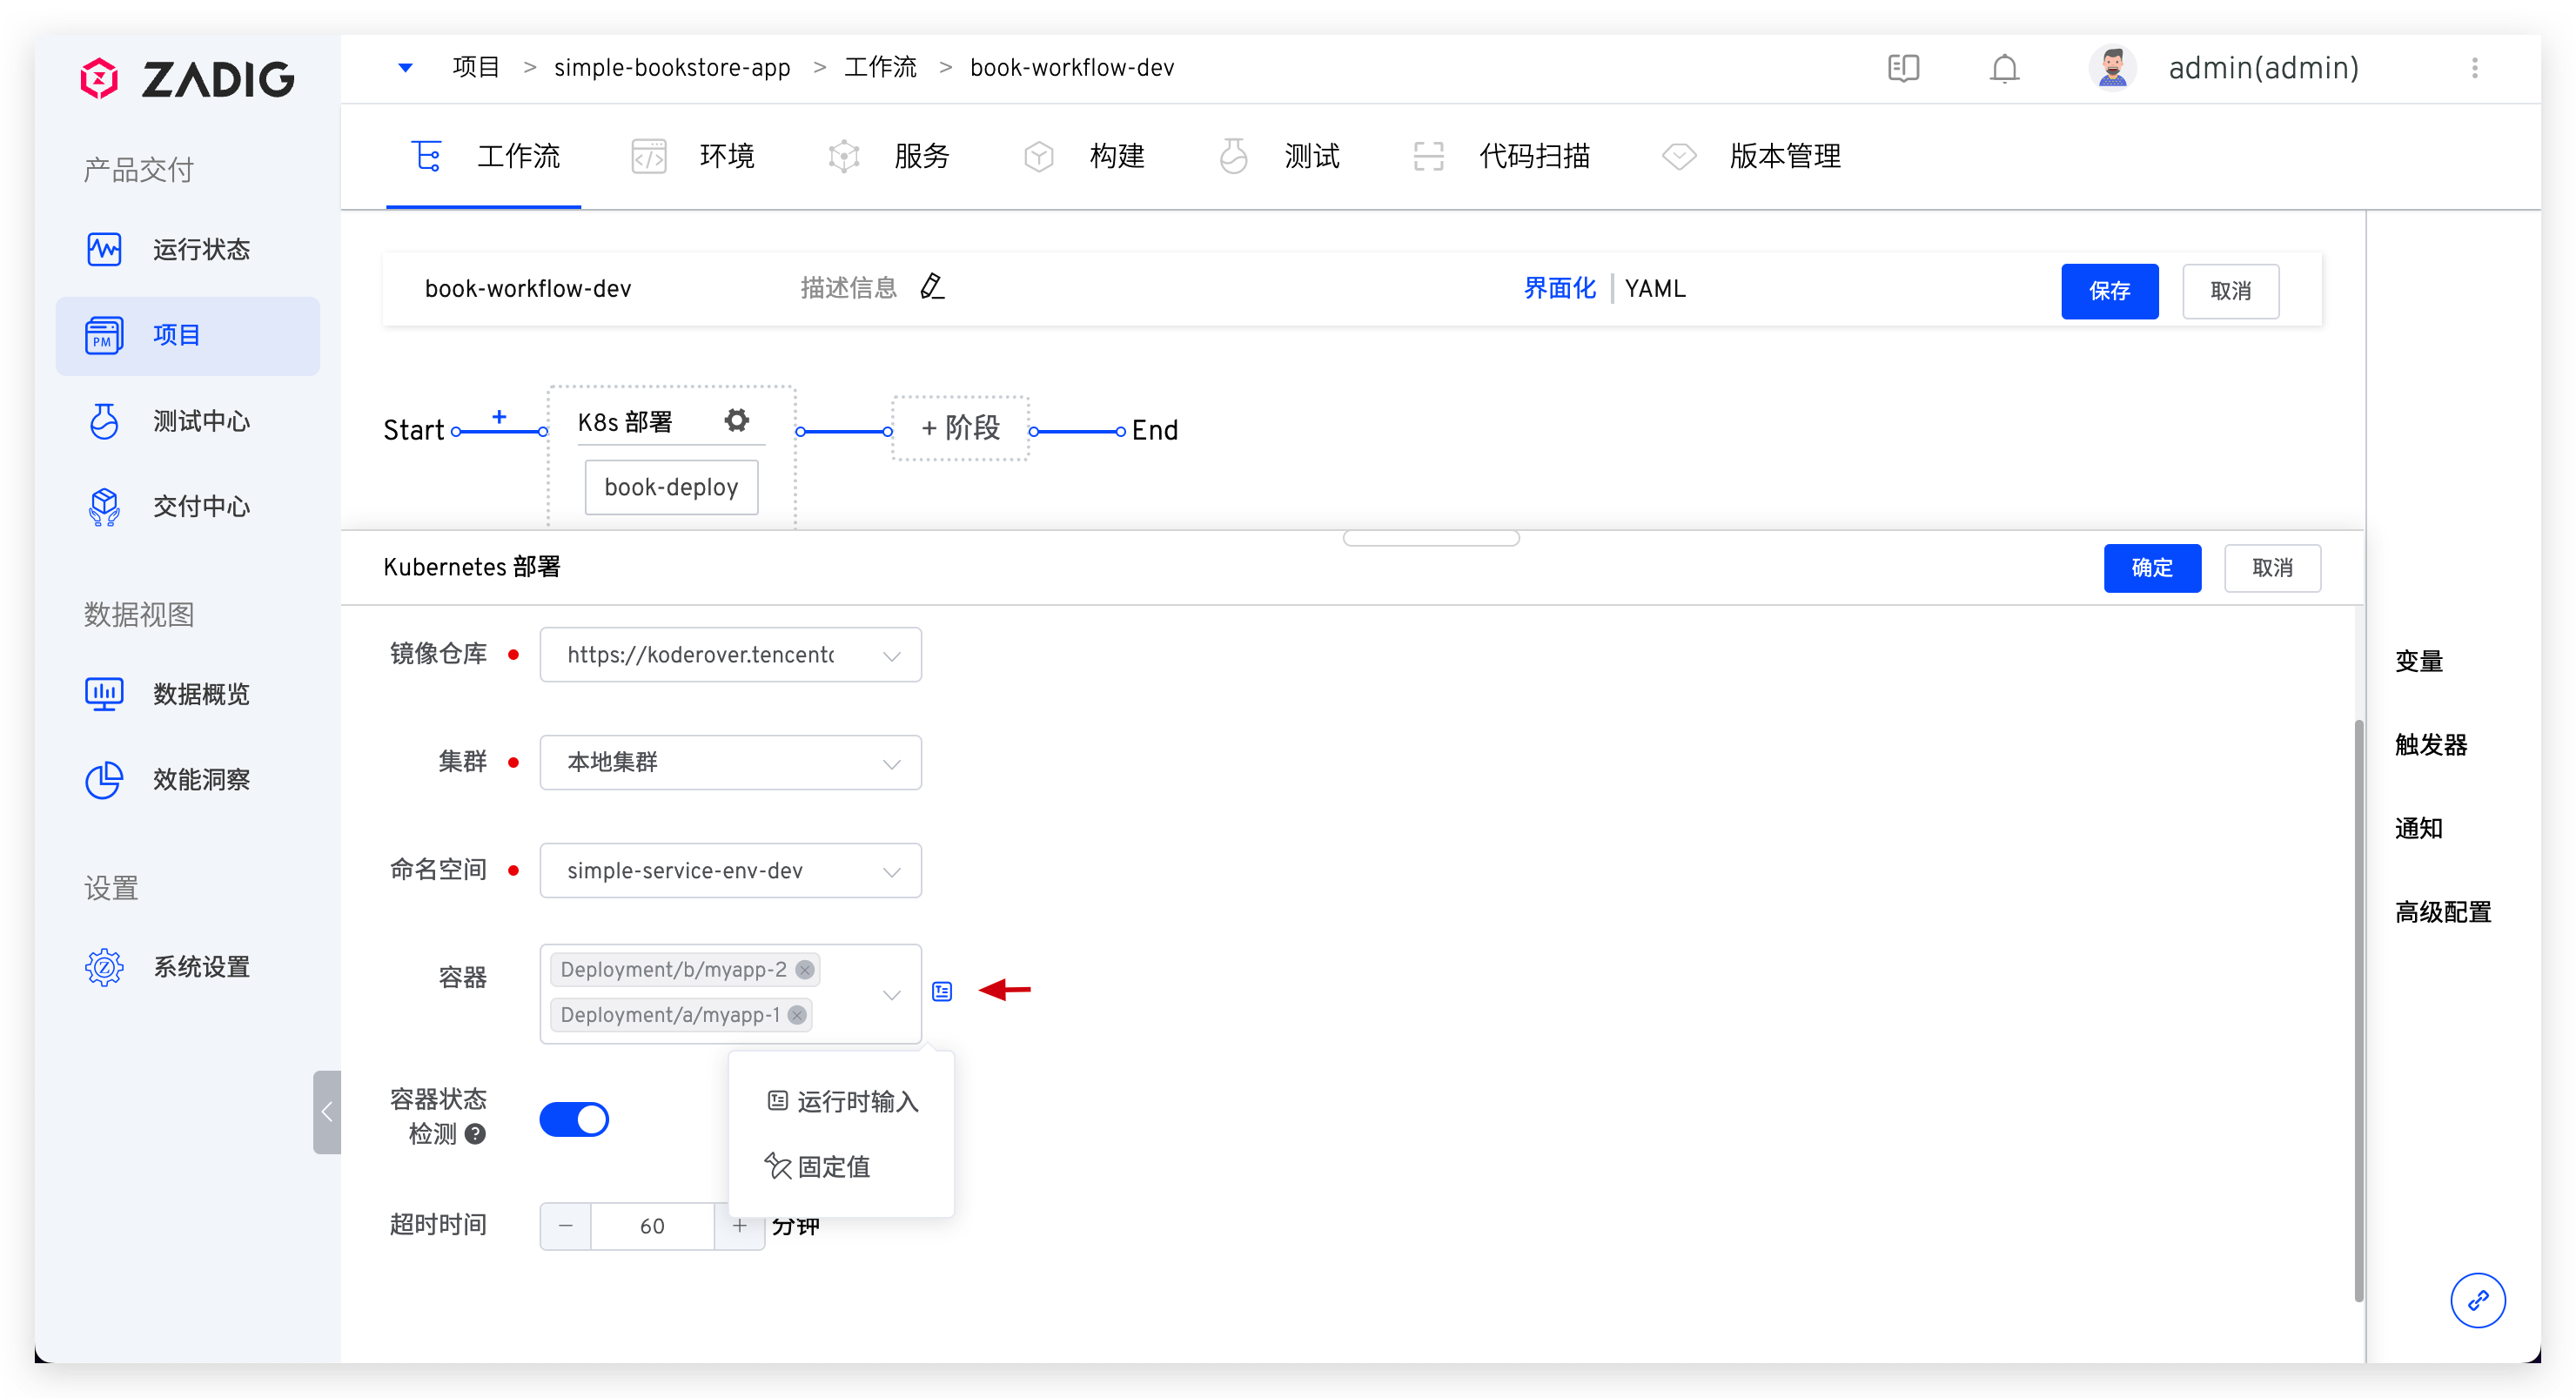 ZADIG
项目 > simple-bookstore-app > 工作流 > book-workflow-dev
admin(admin)
工作流
环境
服务
构建
测试
代码扫描
版本管理
产品交付
运行状态
PM
项目
测试中心
交付中心
数据视图
数据概览
效能洞察
设置
系统设置
book-workflow-dev
描述信息
界面化
YAML
保存
取消
Start
+
K8s 部署
book-deploy
+ 阶段
End
Kubernetes 部署
确定
取消
镜像仓库
https://koderover.tencentc
集群
本地集群
命名空间
simple-service-env-dev
容器
Deployment/b/myapp-2
Deployment/a/myapp-1
运行时输入
固定值
容器状态
检测
超时时间
− 60 +
分钟
变量
触发器
通知
高级配置